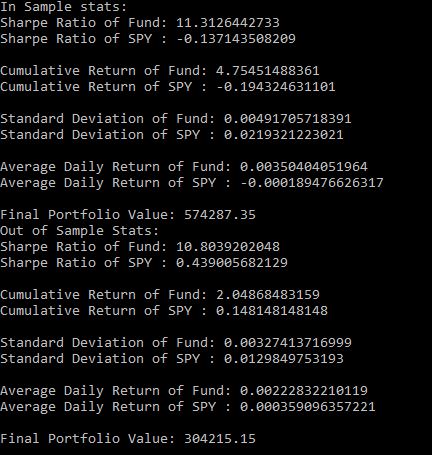 In Sample stats:
Sharpe Ratio of Fund: 11.3126442733
Sharpe Ratio of SPY : -0.137143508209
Cumulative Return of Fund: 4.75451488361
Cumulative Return of SPY : -0.194324631101
Standard Deviation of Fund: 0.00491705718391
Standard Deviation of SPY : 0.0219321223021
Average Daily Return of Fund: 0.00350404051964
Average Daily Return of SPY : -0.000189476626317
Final Portfolio Value: 574287.35
Out of Sample Stats:
Sharpe Ratio of Fund: 10.8039202048
Sharpe Ratio of SPY : 0.439005682129
Cumulative Return of Fund: 2.04868483159
Cumulative Return of SPY : 0.148148148148
Standard Deviation of Fund: 0.00327413716999
Standard Deviation of SPY : 0.0129849753193
Average Daily Return of Fund: 0.00222832210119
Average Daily Return of SPY : 0.000359096357221
Final Portfolio Value: 304215.15